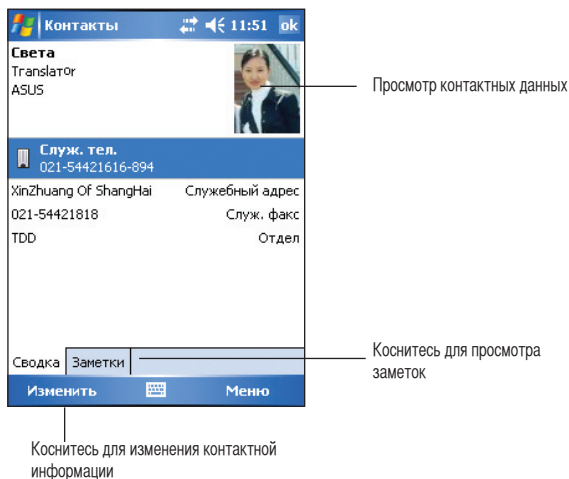 Контакты 11:51 ok
Света
Translaтor
ASUS
Просмотр контактных данных
Служ. тел.
021-54421616-894
XinZhuang Of ShangHai Служебный адрес
021-54421818 Служ. факс
TDD Отдел
Сводка Заметки
Коснитесь для просмотра
заметок
Изменить Меню
Коснитесь для изменения контактной
информации